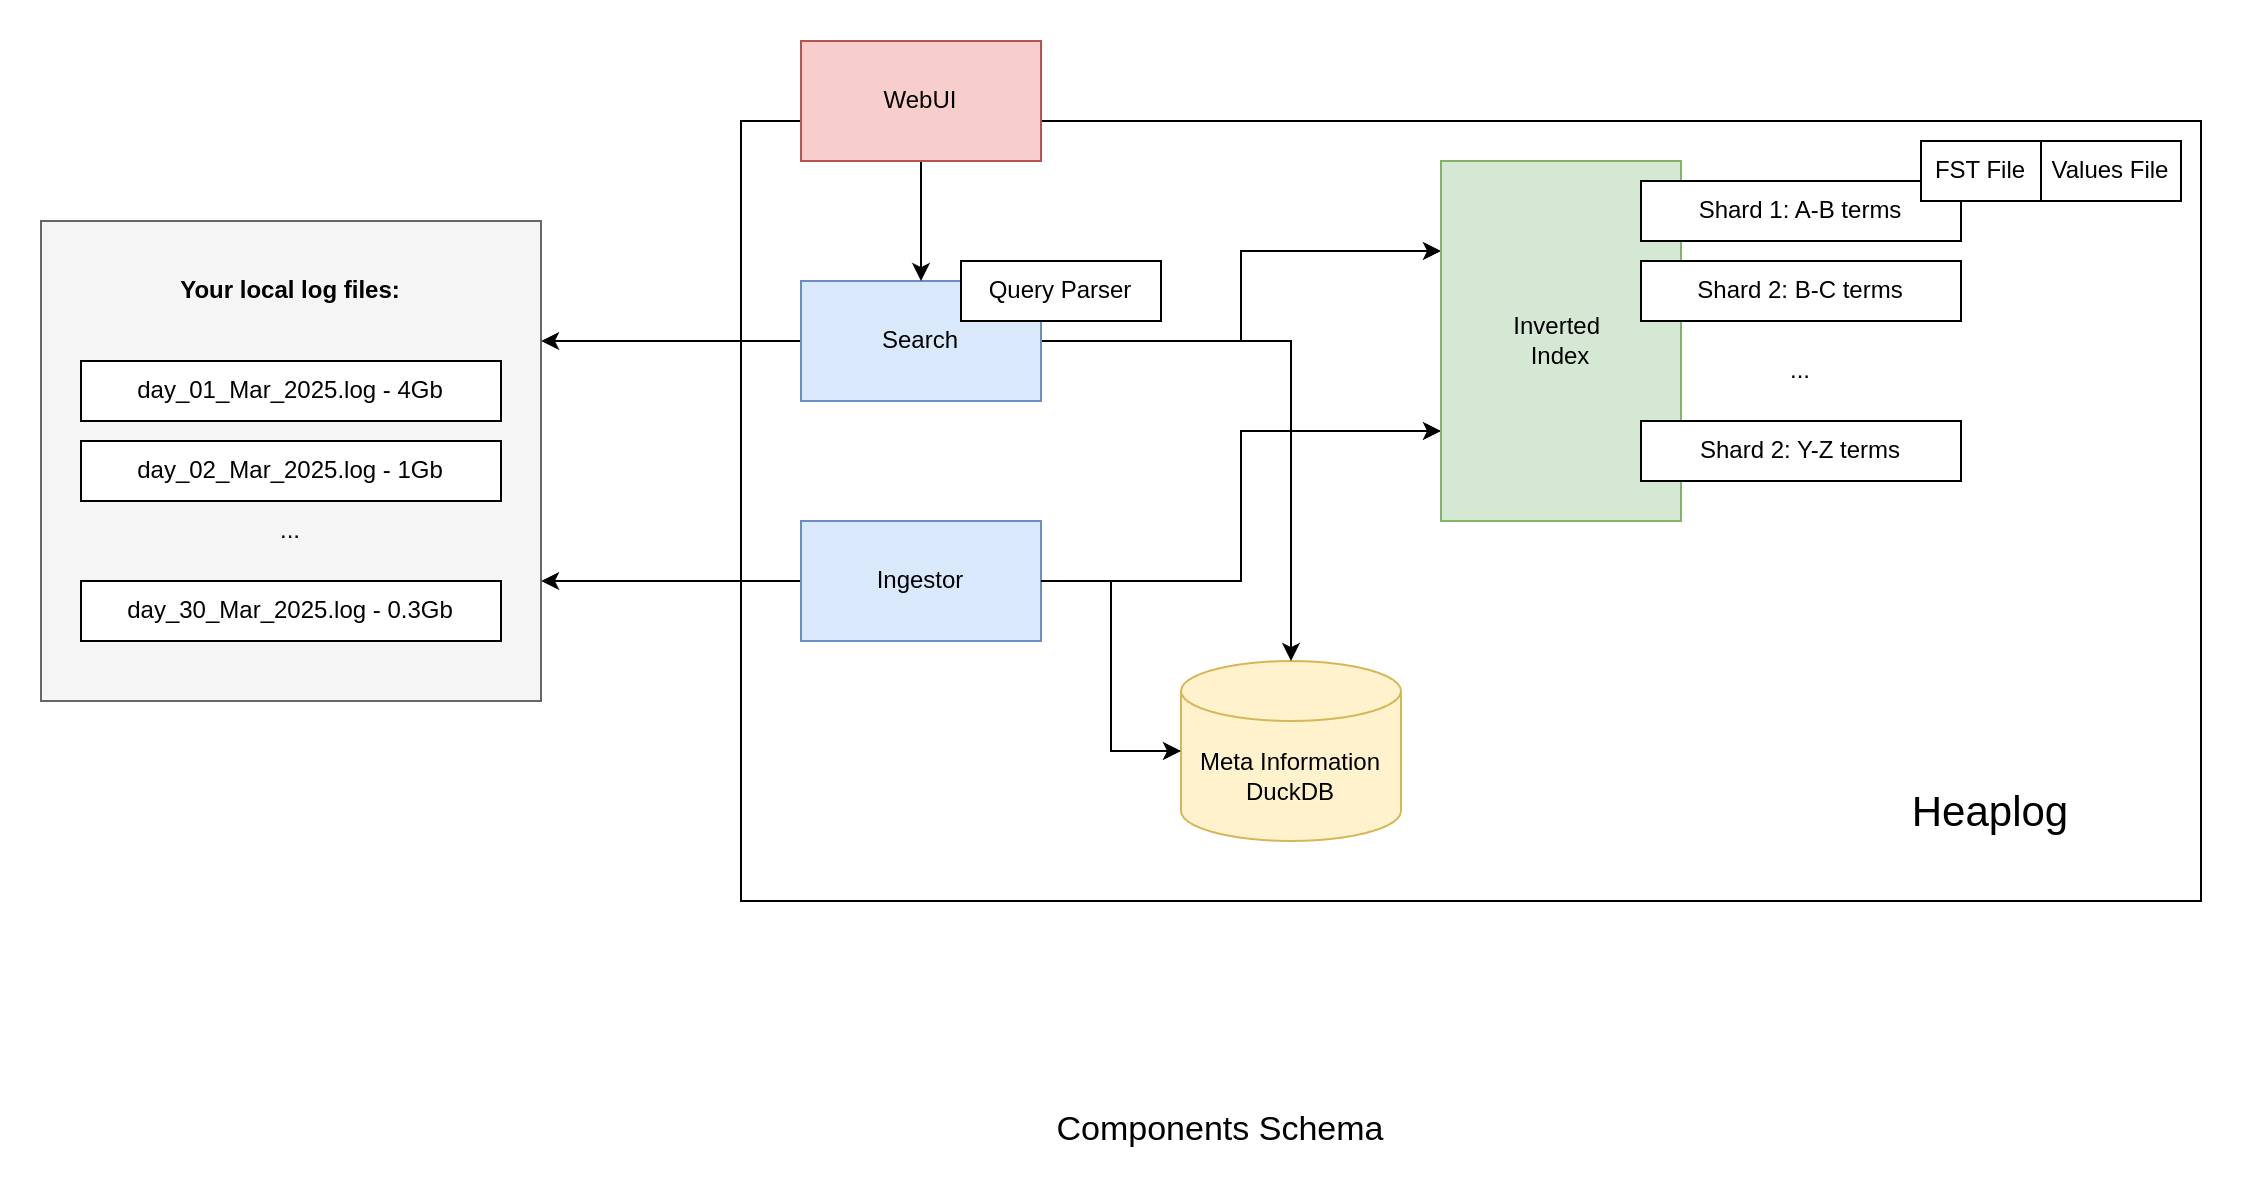 WebUI
FST File
Values File
Shard 1: A-B terms
Your local log files:
Query Parser
Shard 2: B-C terms
Search
Inverted
Index
day_01_Mar_2025.log - 4Gb
...
day_02_Mar_2025.log - 1Gb
Shard 2: Y-Z terms
...
Ingestor
day_30_Mar_2025.log - 0.3Gb
Meta Information
DuckDB
Heaplog
Components Schema